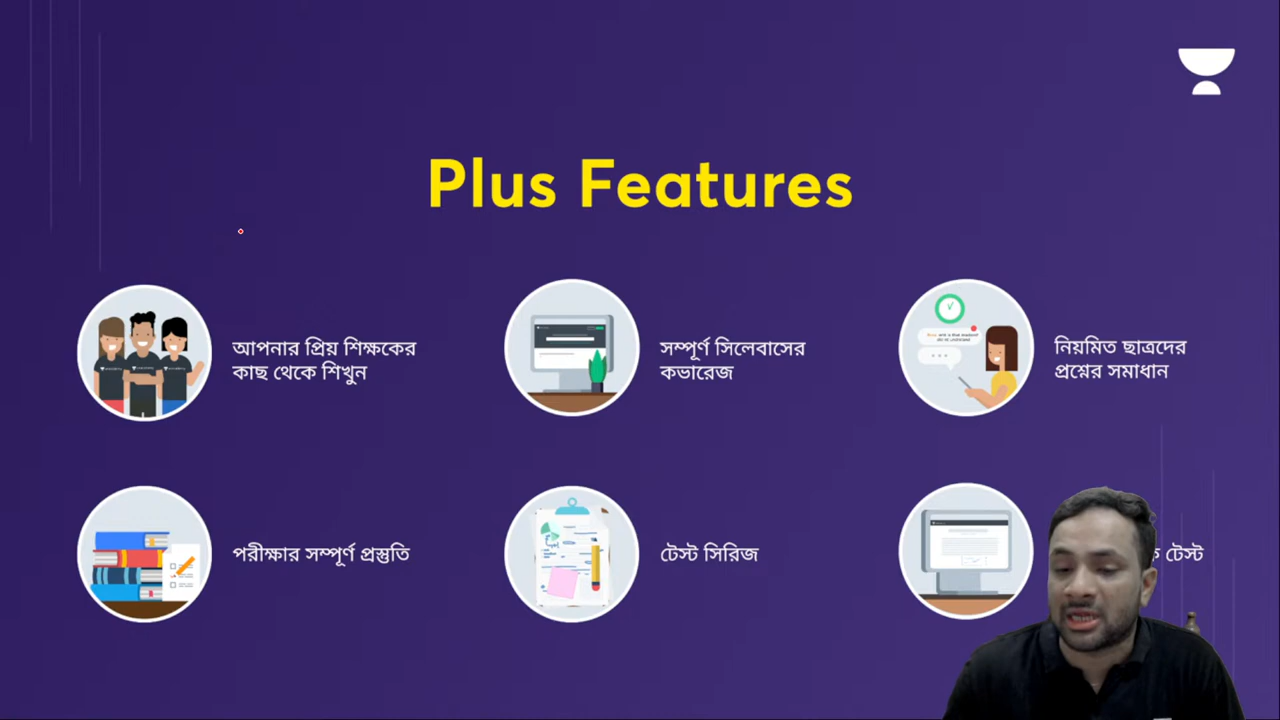 Plus Features
আপনার প্রিয় শিক্ষকের
কাছ থেকে শিখুন
সম্পূর্ণ সিলেবাসের
কভারেজ
নিয়মিত ছাত্রদের
প্রশ্নের সমাধান
পরীক্ষার সম্পূর্ণ প্রস্তুতি
টেস্ট সিরিজ
টেস্ট